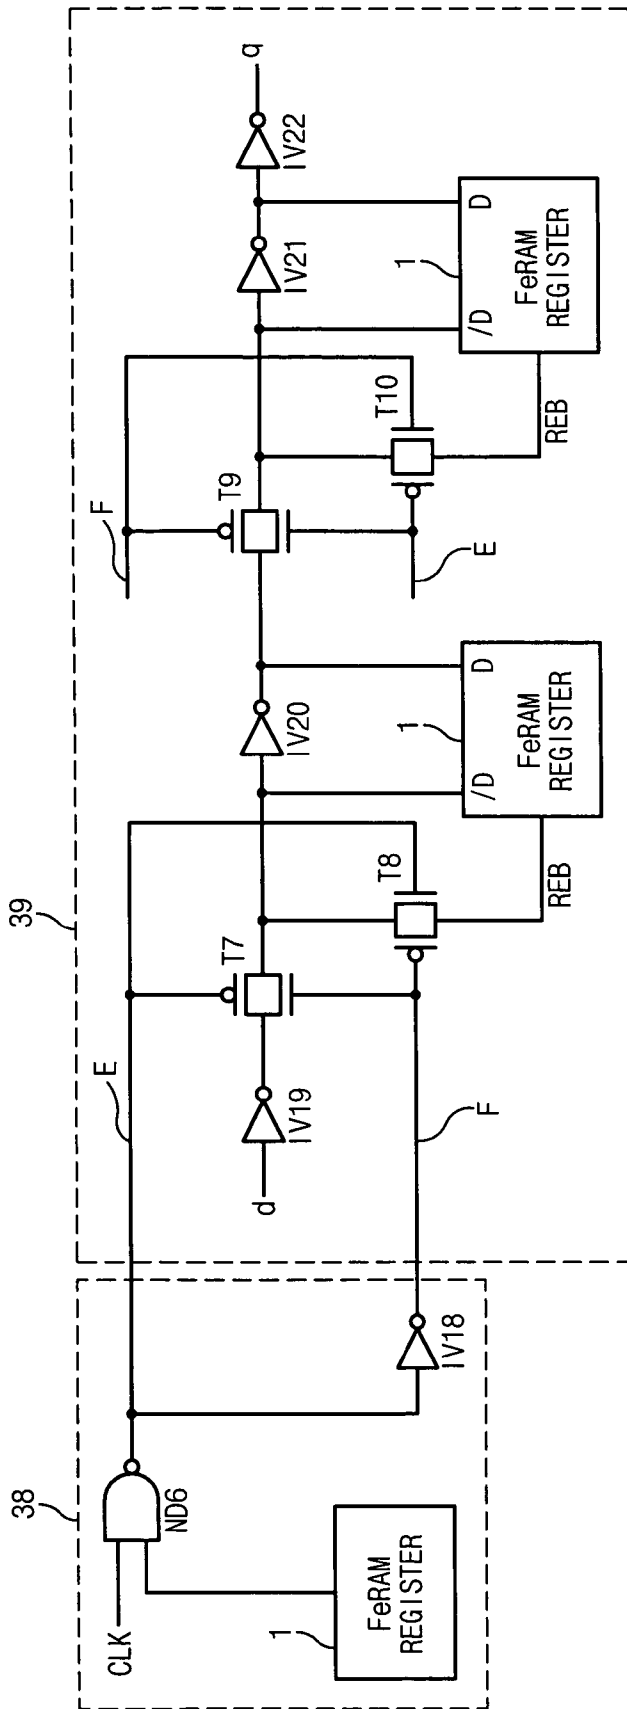 38
CLK
ND6
1
FeRAM
REGISTER
IV18
39
E
F
d
IV19
T7
T8
REB
IV20
1
/D
D
FeRAM
REGISTER
F
E
T9
T10
REB
IV21
1
/D
D
FeRAM
REGISTER
IV22
q